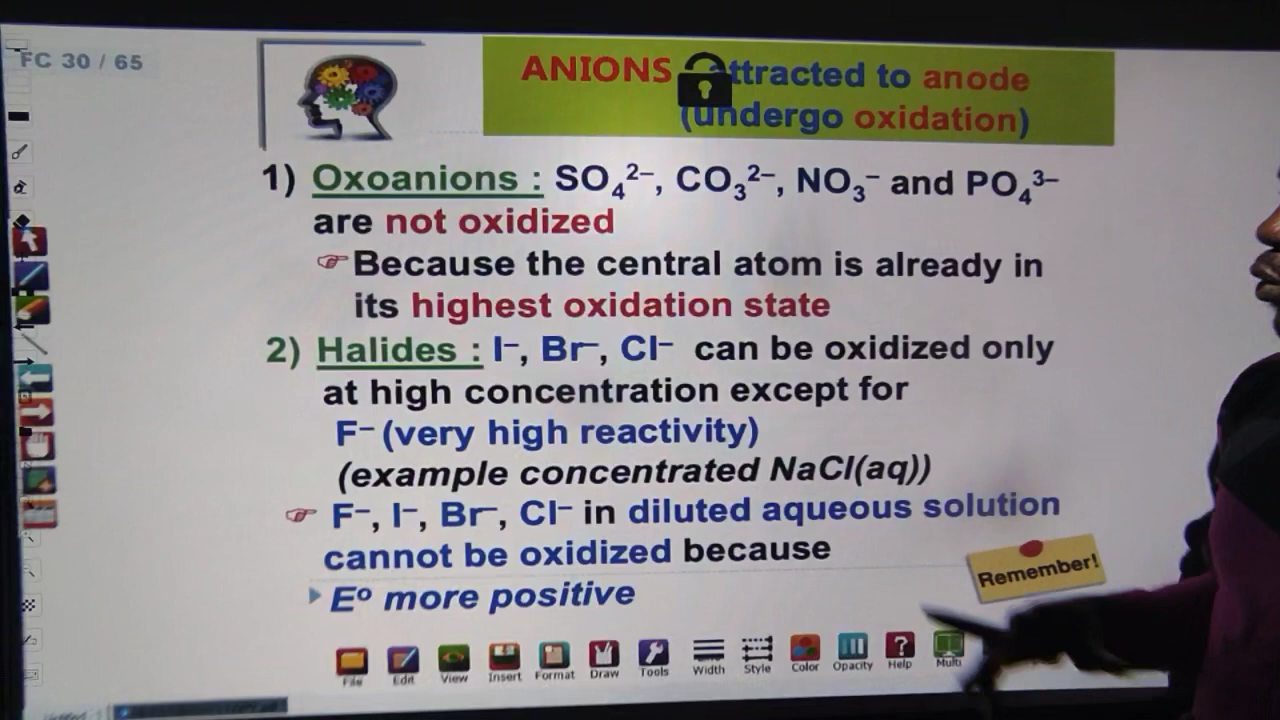 FC 30 / 65
ANIONS ttracted to anode
(undergo oxidation)
1) Oxoanions : SO₄²⁻, CO₃²⁻, NO₃⁻ and PO₄³⁻
are not oxidized
Because the central atom is already in
its highest oxidation state
2) Halides : I⁻, Br⁻, Cl⁻ can be oxidized only
at high concentration except for
F⁻ (very high reactivity)
(example concentrated NaCl(aq))
F⁻, I⁻, Br⁻, Cl⁻ in diluted aqueous solution
cannot be oxidized because
Eº more positive
Remember!
File Edit View Insert Format Draw Tools Width Style Color Opacity Help Multi